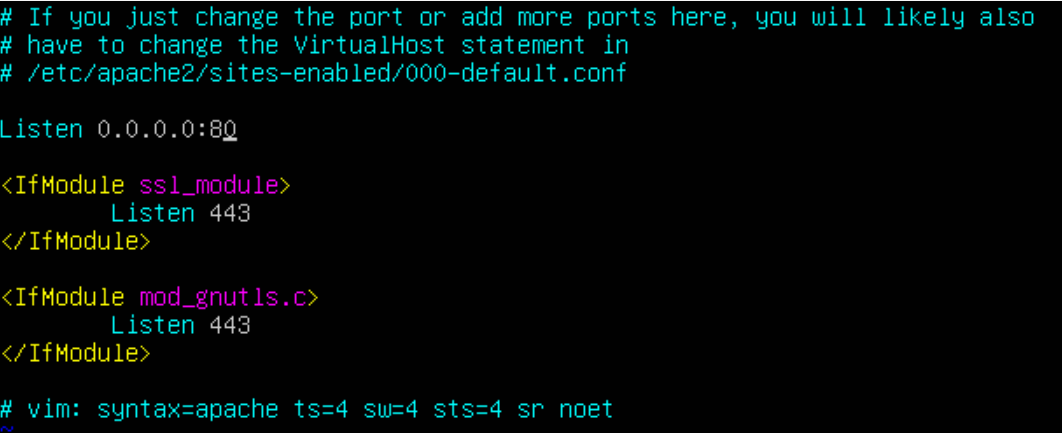 # If you just change the port or add more ports here, you will likely also
# have to change the VirtualHost statement in
# /etc/apache2/sites-enabled/000-default.conf
Listen 0.0.0.0:80
<IfModule ssl_module>
        Listen 443
</IfModule>
<IfModule mod_gnutls.c>
        Listen 443
</IfModule>
# vim: syntax=apache ts=4 sw=4 sts=4 sr noet
~